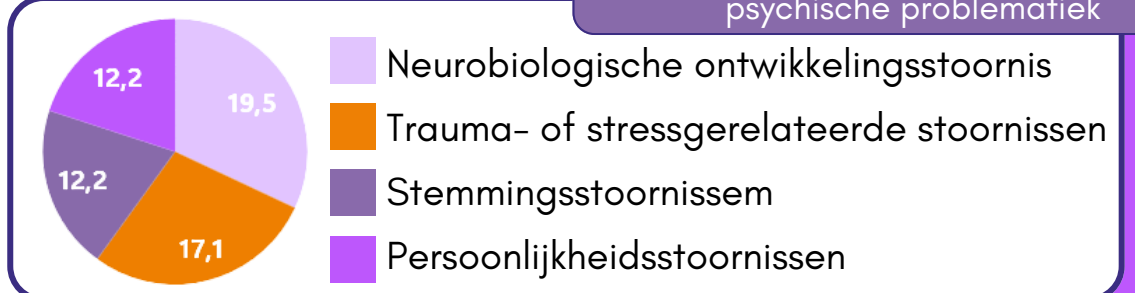 psychische problematiek
12,2
19,5
12,2
17,1
Neurobiologische ontwikkelingsstoornis
Trauma- of stressgerelateerde stoornissen
Stemmingsstoornissem
Persoonlijkheidsstoornissen